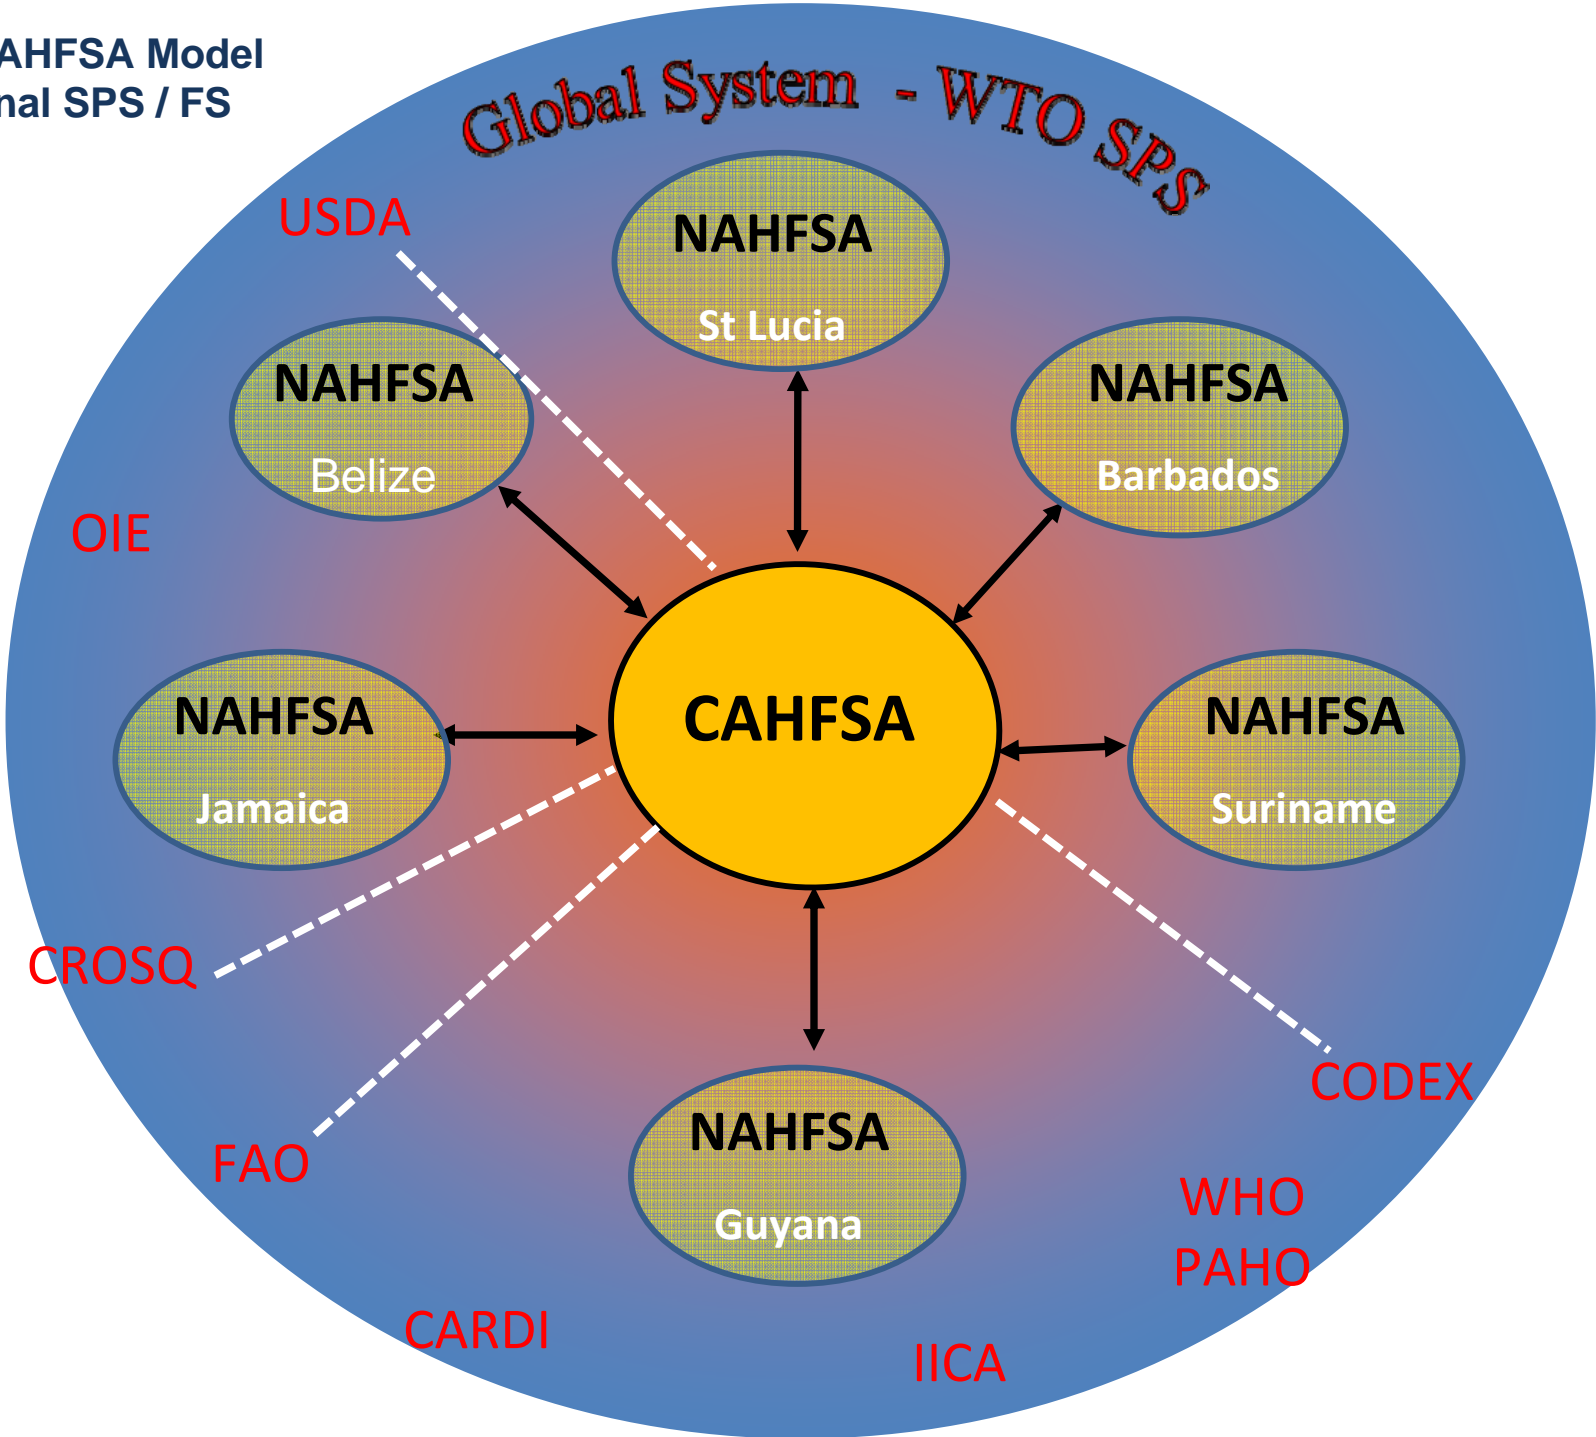 AHFSA Model
nal SPS / FS
Global System - WTO SPS
USDA
NAHFSA
St Lucia
NAHFSA
Belize
NAHFSA
Barbados
OIE
NAHFSA
Jamaica
CAHFSA
NAHFSA
Suriname
CROSQ
CODEX
FAO
NAHFSA
Guyana
WHO
PAHO
CARDI
IICA